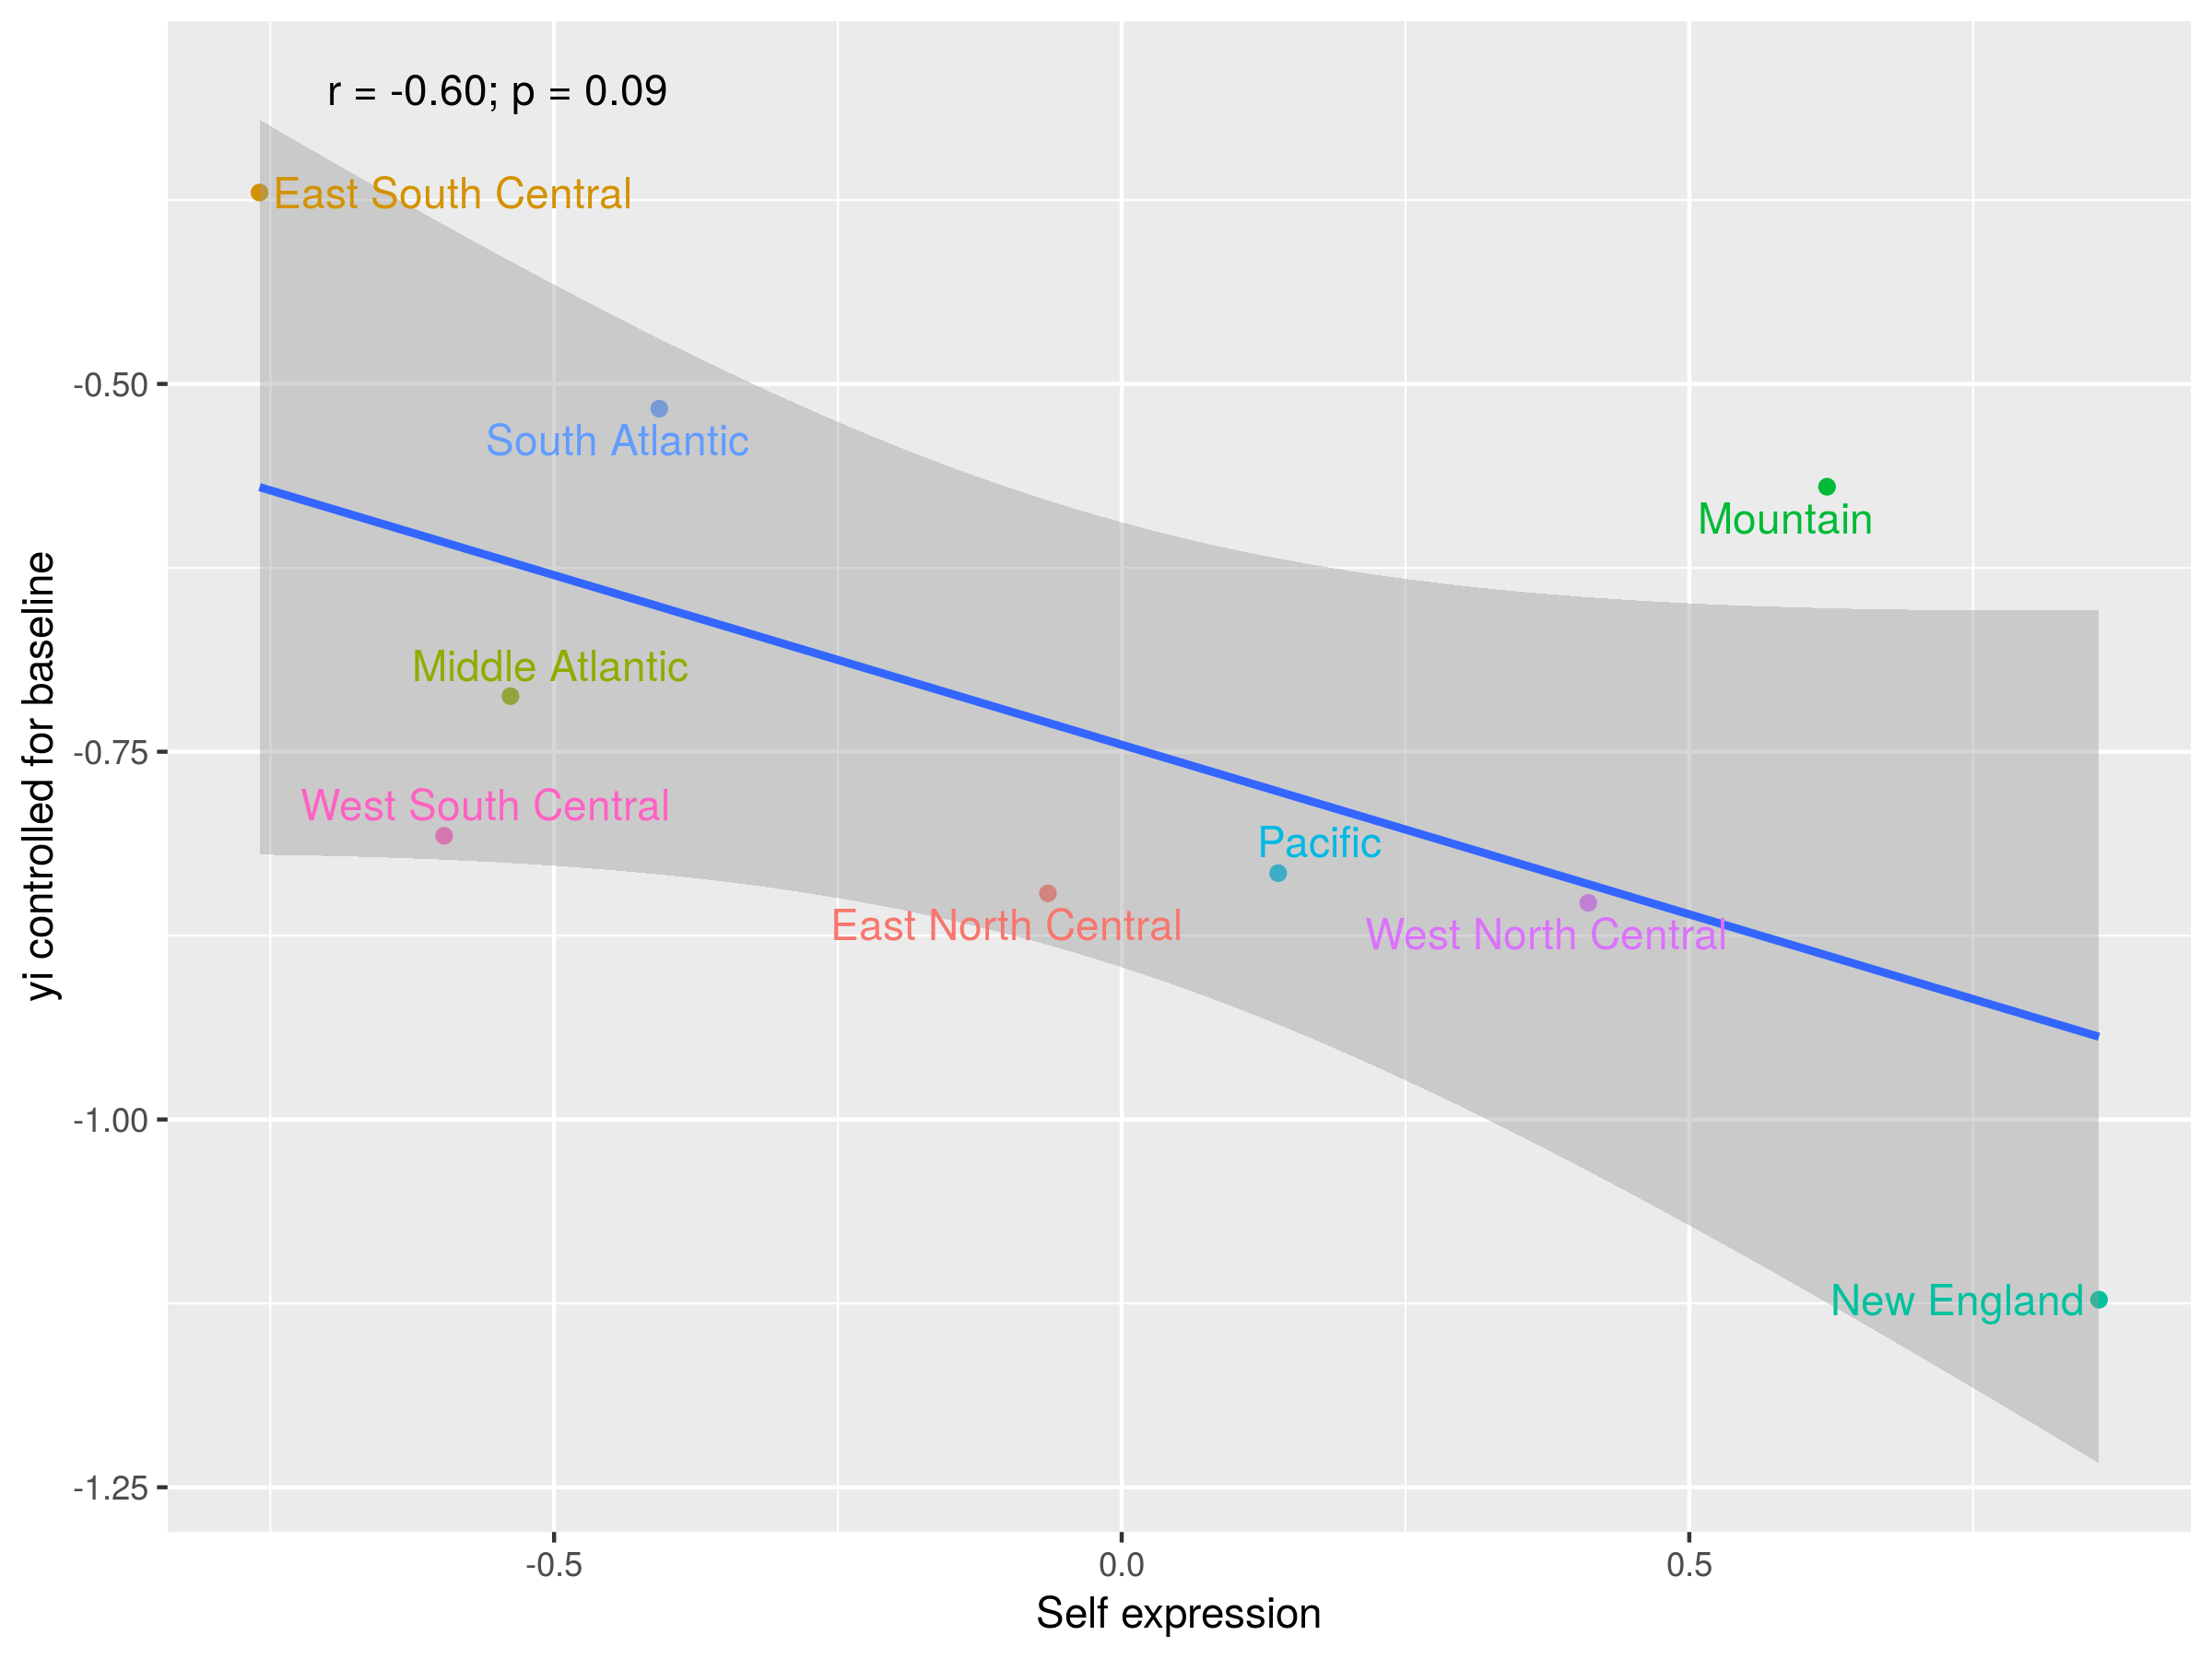 r = -0.60; p = 0.09
East South Central
-0.50
South Atlantic
Mountain
Middle Atlantic
-0.75
West South Central
Pacific
East North Central
West North Central
-1.00
New England
-1.25
yi controlled for baseline
-0.5
0.0
0.5
Self expression